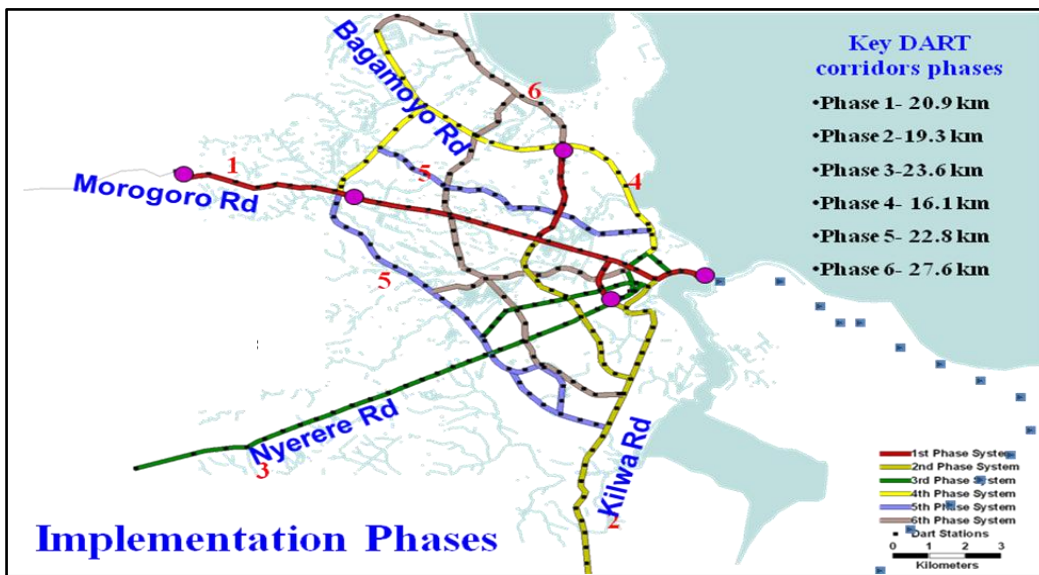 Key DART
corridors phases
•Phase 1- 20.9 km
•Phase 2-19.3 km
•Phase 3-23.6 km
•Phase 4- 16.1 km
•Phase 5- 22.8 km
•Phase 6- 27.6 km
Bagamoyo Rd
6
1
5
4
Morogoro Rd
5
:
Nyerere Rd
3
Kilwa Rd
2
1st Phase System
2nd Phase System
3rd Phase System
4th Phase System
5th Phase System
6th Phase System
Dart Stations
0 1 2 3
Kilometers
Implementation Phases